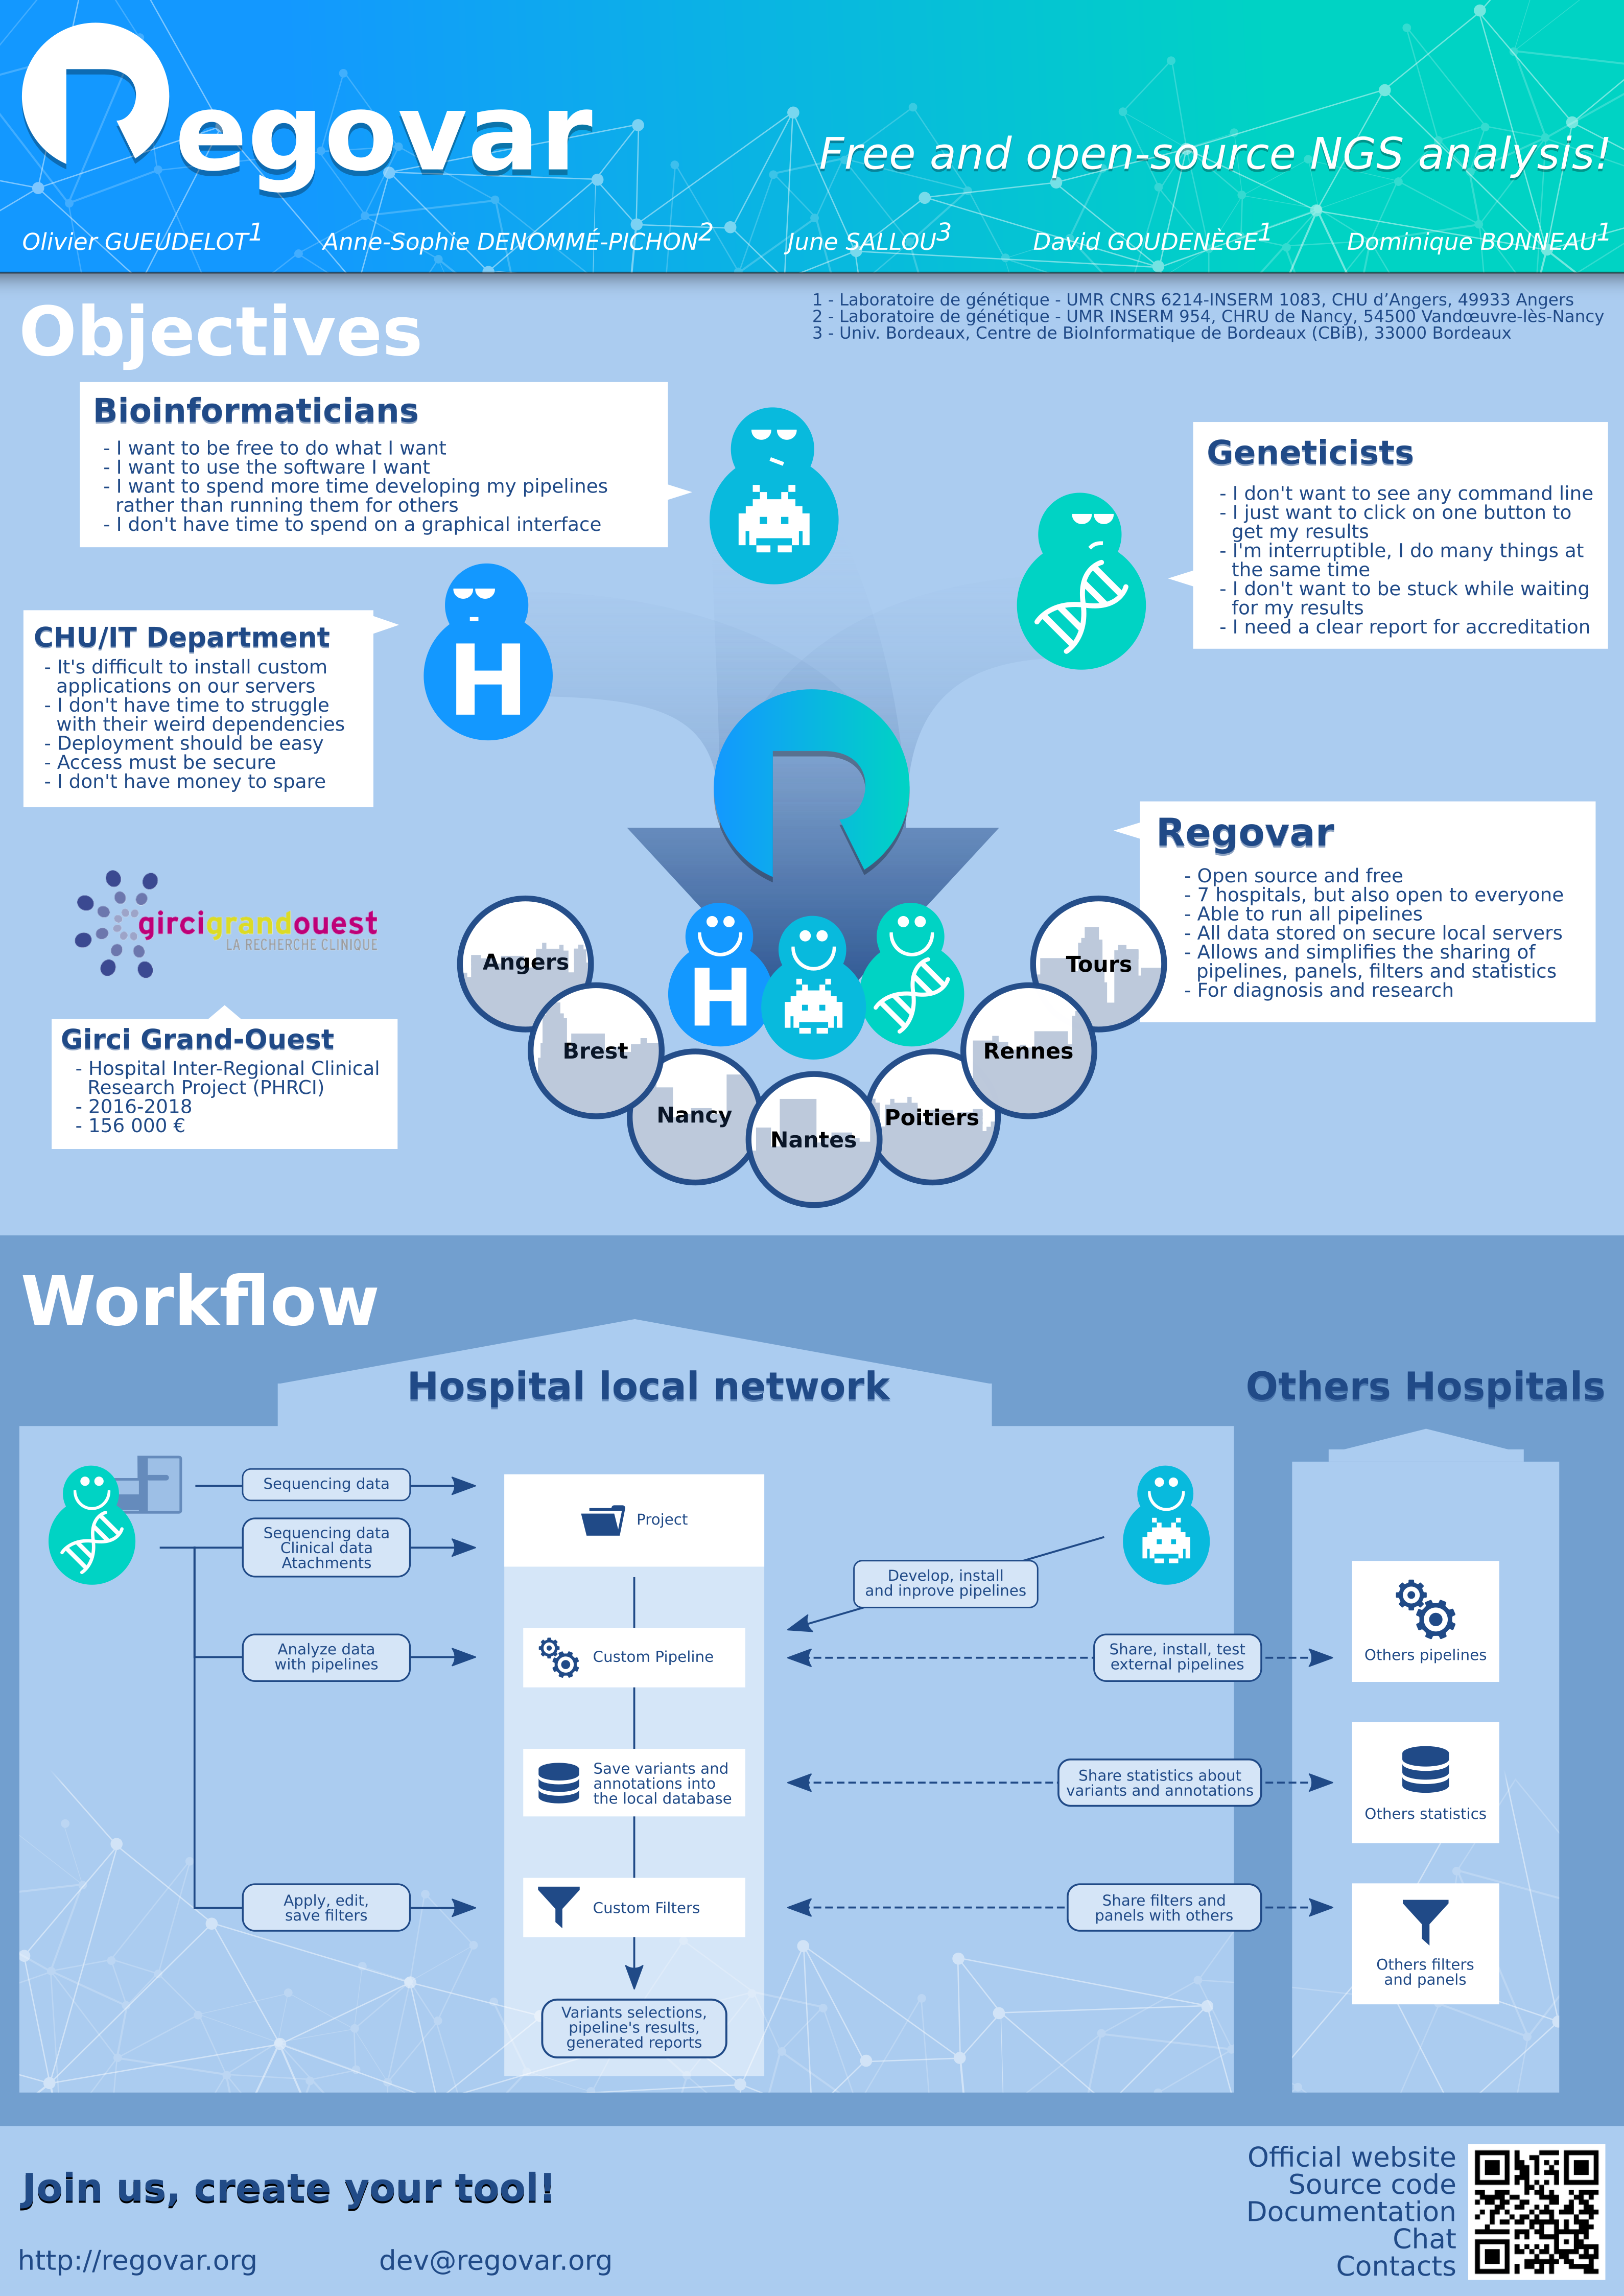 Regovar
Free and open-source NGS analysis!
Olivier GUEUDELOT1 Anne-Sophie DENOMMÉ-PICHON2 June SALLOU3 David GOUDENÈGE1 Dominique BONNEAU1
1 - Laboratoire de génétique - UMR CNRS 6214-INSERM 1083, CHU d’Angers, 49933 Angers
2 - Laboratoire de génétique - UMR INSERM 954, CHRU de Nancy, 54500 Vandœuvre-lès-Nancy
3 - Univ. Bordeaux, Centre de BioInformatique de Bordeaux (CBiB), 33000 Bordeaux
Objectives
Bioinformaticians
- I want to be free to do what I want
- I want to use the software I want
- I want to spend more time developing my pipelines
rather than running them for others
- I don't have time to spend on a graphical interface
Geneticists
- I don't want to see any command line
- I just want to click on one button to
get my results
- I'm interruptible, I do many things at
the same time
- I don't want to be stuck while waiting
for my results
- I need a clear report for accreditation
CHU/IT Department
- It's difficult to install custom
applications on our servers
- I don't have time to struggle
with their weird dependencies
- Deployment should be easy
- Access must be secure
- I don't have money to spare
H
Regovar
- Open source and free
- 7 hospitals, but also open to everyone
- Able to run all pipelines
- All data stored on secure local servers
- Allows and simplifies the sharing of
pipelines, panels, filters and statistics
- For diagnosis and research
gircigrandouest
LA RECHERCHE CLINIQUE
Girci Grand-Ouest
- Hospital Inter-Regional Clinical
Research Project (PHRCI)
- 2016-2018
- 156 000 €
H
Angers
Brest
Nancy
Nantes
Poitiers
Rennes
Tours
Workflow
Hospital local network
Others Hospitals
Sequencing data
Sequencing data
Clinical data
Atachments
Analyze data
with pipelines
Apply, edit,
save filters
Project
Custom Pipeline
Save variants and
annotations into
the local database
Custom Filters
Variants selections,
pipeline's results,
generated reports
Develop, install
and inprove pipelines
Share, install, test
external pipelines
Share statistics about
variants and annotations
Share filters and
panels with others
Others pipelines
Others statistics
Others filters
and panels
Join us, create your tool!
http://regovar.org dev@regovar.org
Official website
Source code
Documentation
Chat
Contacts